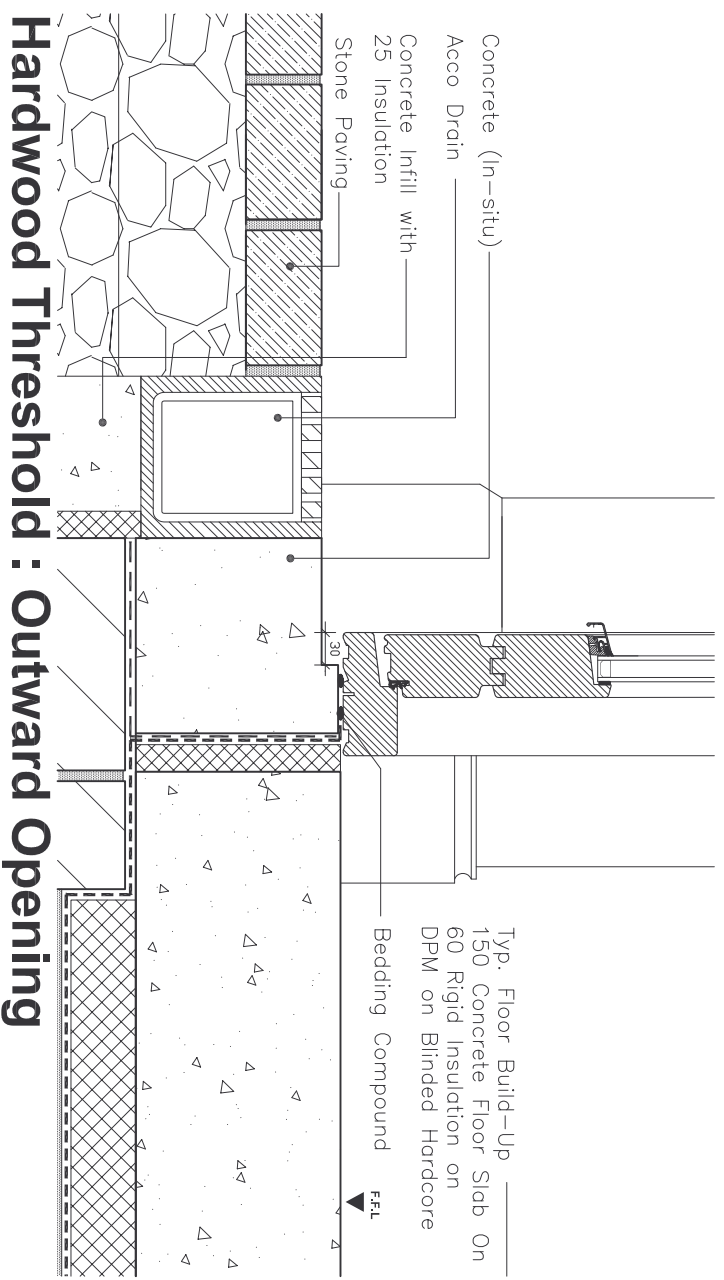 Concrete (In-situ)
Acco Drain
Concrete Infill with
25 Insulation
Stone Paving
30
Typ. Floor Build-Up
150 Concrete Floor Slab On
60 Rigid Insulation on
DPM on Blinded Hardcore
Bedding Compound
F.F.L
Hardwood Threshold : Outward Opening